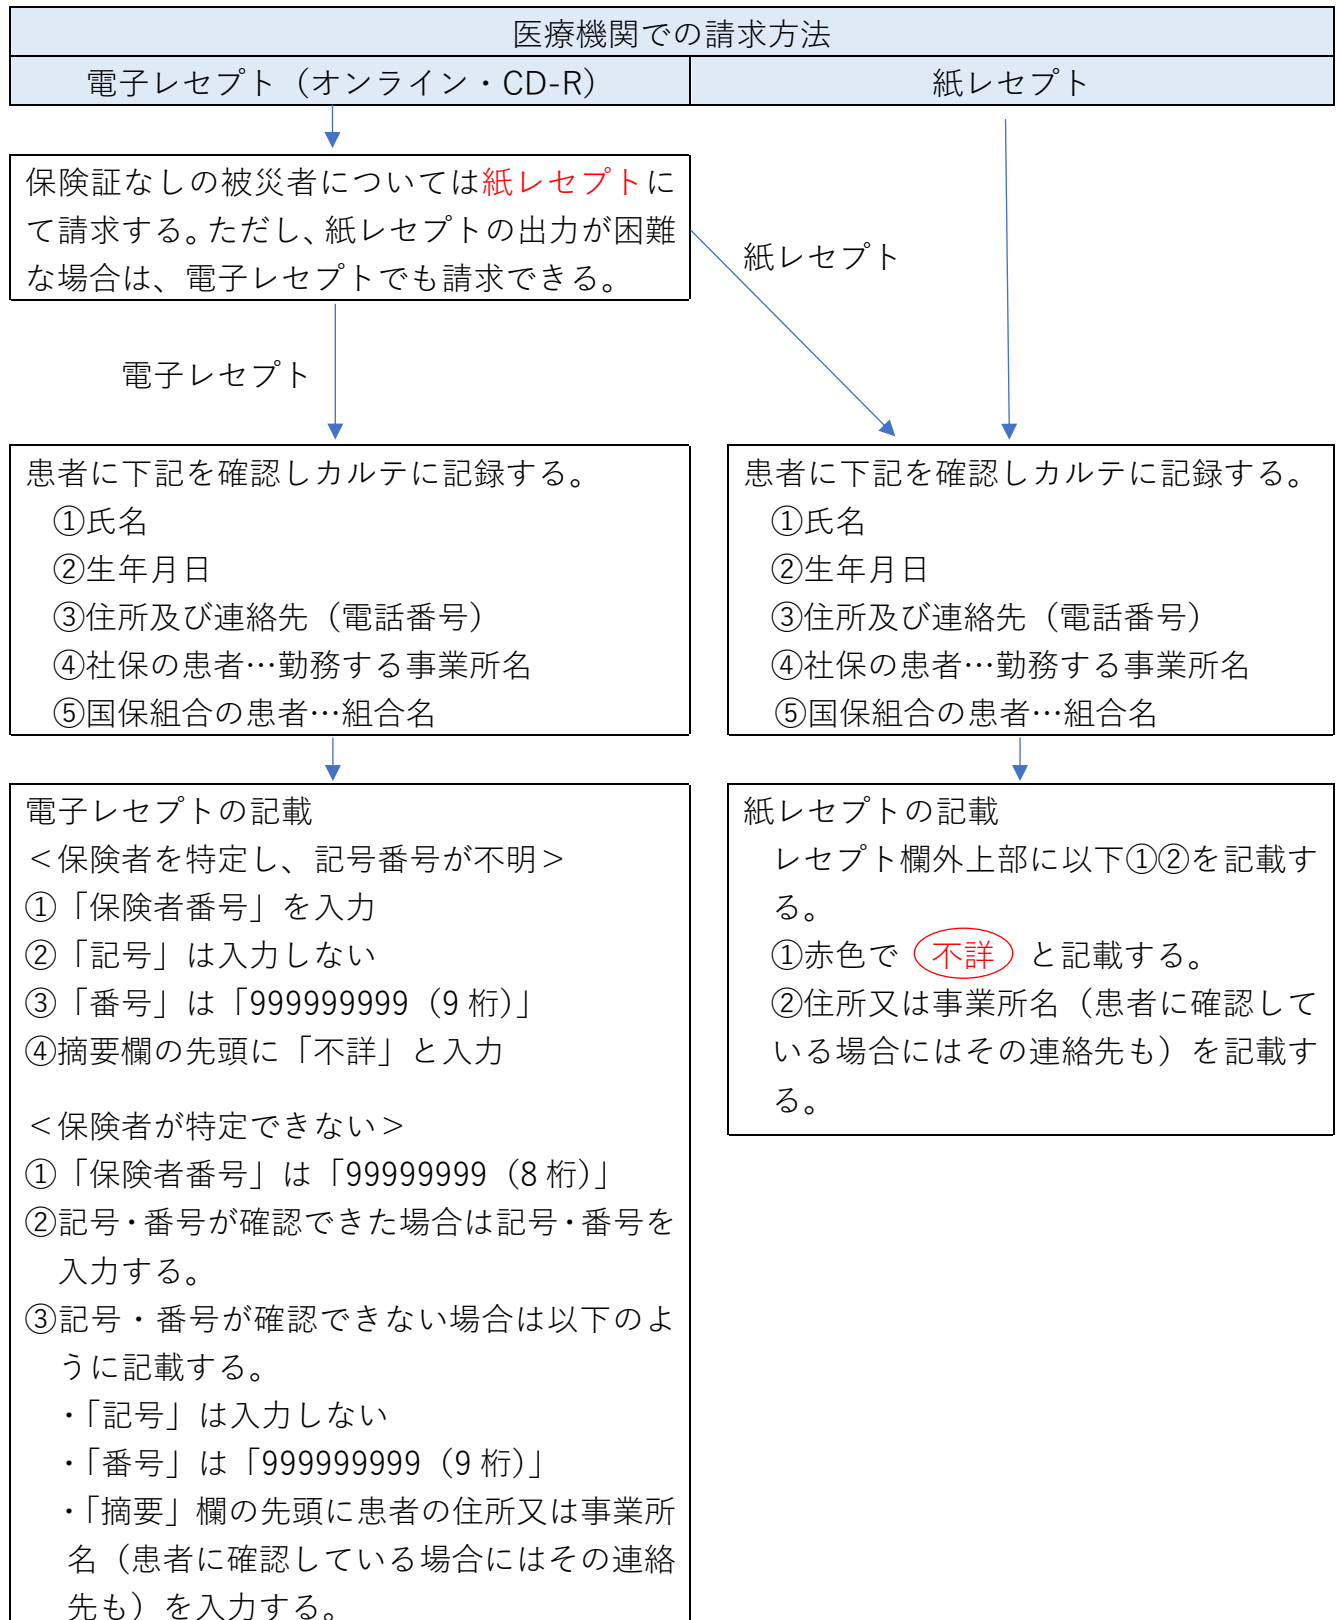 医療機関での請求方法
電子レセプト（オンライン・CD-R）
紙レセプト
保険証なしの被災者については紙レセプトに
て請求する。ただし、紙レセプトの出力が困難
な場合は、電子レセプトでも請求できる。
紙レセプト
電子レセプト
患者に下記を確認しカルテに記録する。
①氏名
②生年月日
③住所及び連絡先（電話番号）
④社保の患者…勤務する事業所名
⑤国保組合の患者…組合名
患者に下記を確認しカルテに記録する。
①氏名
②生年月日
③住所及び連絡先（電話番号）
④社保の患者…勤務する事業所名
⑤国保組合の患者…組合名
電子レセプトの記載
＜保険者を特定し、記号番号が不明＞
①「保険者番号」を入力
②「記号」は入力しない
③「番号」は「999999999（9 桁）」
④摘要欄の先頭に「不詳」と入力
＜保険者が特定できない＞
①「保険者番号」は「99999999（8 桁）」
②記号・番号が確認できた場合は記号・番号を
入力する。
③記号・番号が確認できない場合は以下のよ
うに記載する。
・「記号」は入力しない
・「番号」は「999999999（9 桁）」
・「摘要」欄の先頭に患者の住所又は事業所
名（患者に確認している場合にはその連絡
先も）を入力する。
紙レセプトの記載
レセプト欄外上部に以下①②を記載す
る。
①赤色で 不詳 と記載する。
②住所又は事業所名（患者に確認して
いる場合にはその連絡先も）を記載す
る。